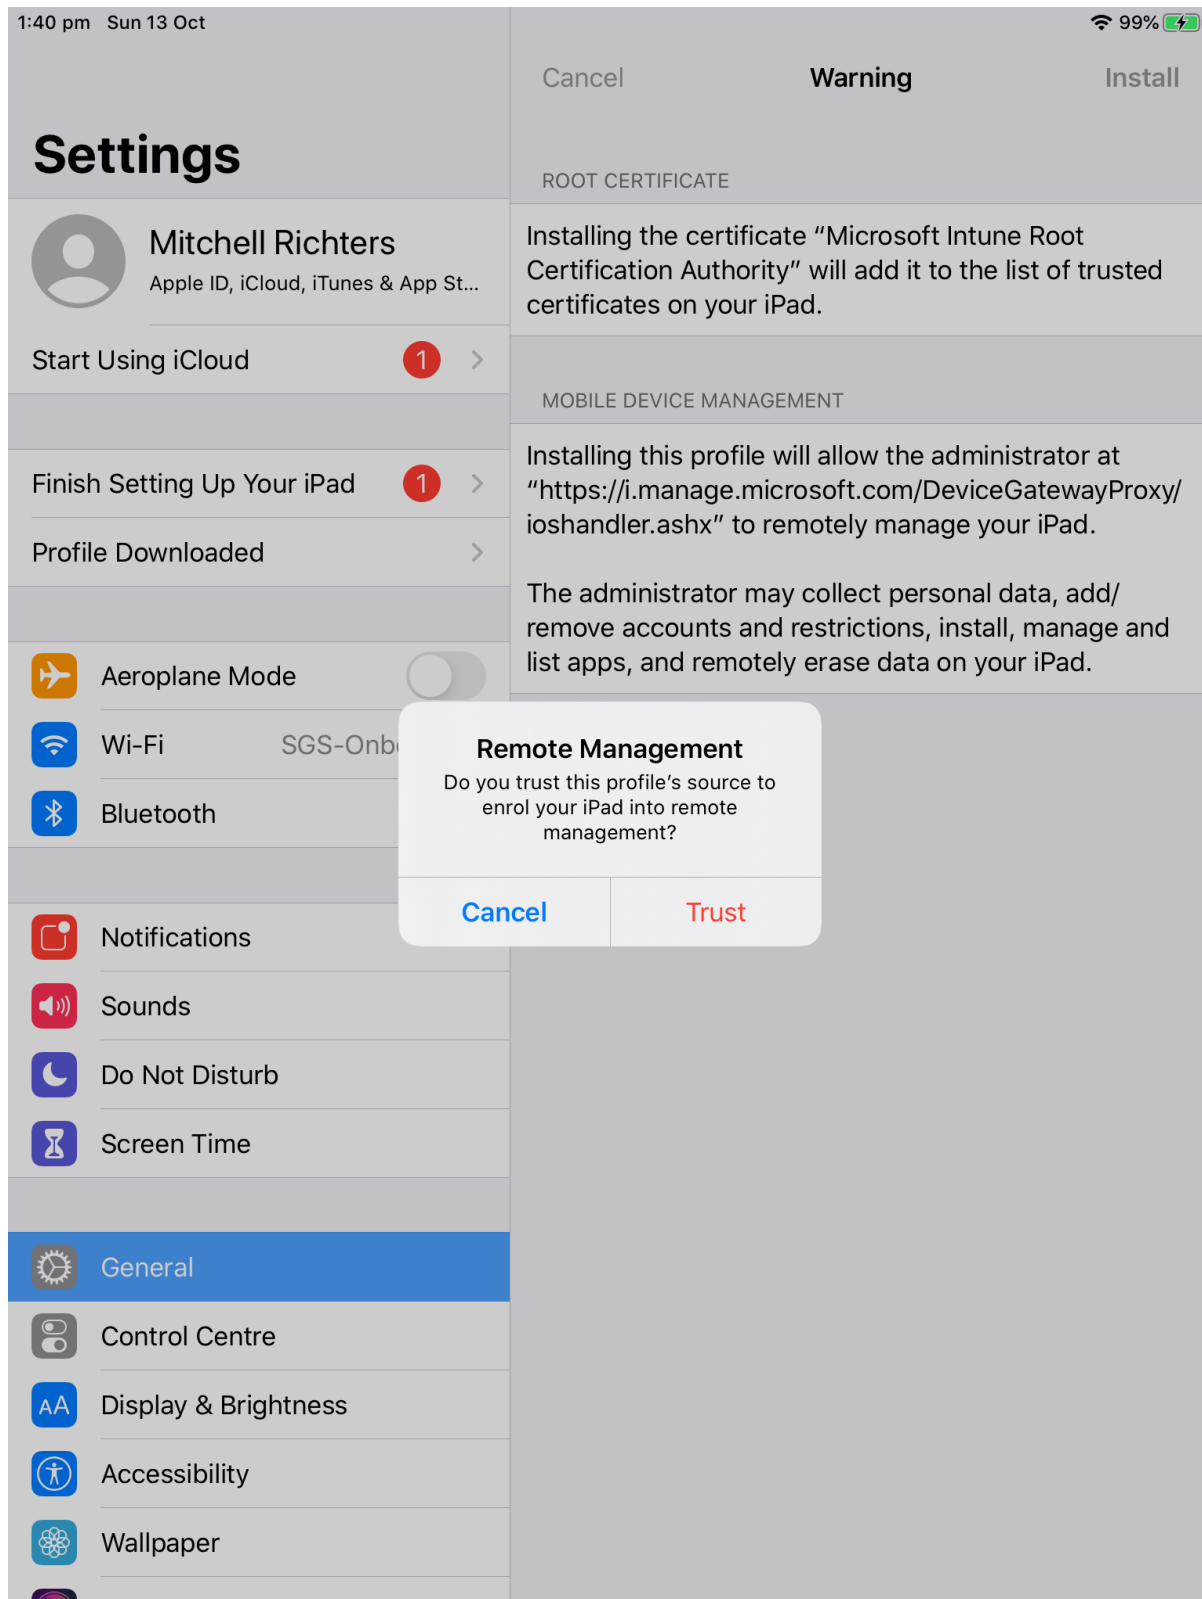 1:40 pm Sun 13 Oct
99%
Settings
Mitchell Richters
Apple ID, iCloud, iTunes & App St...
Start Using iCloud
1
Finish Setting Up Your iPad
1
Profile Downloaded
Aeroplane Mode
Wi-Fi
SGS-Onb
Bluetooth
Notifications
Sounds
Do Not Disturb
Screen Time
General
Control Centre
AA
Display & Brightness
Accessibility
Wallpaper
Cancel
Warning
Install
ROOT CERTIFICATE
Installing the certificate “Microsoft Intune Root
Certification Authority” will add it to the list of trusted
certificates on your iPad.
MOBILE DEVICE MANAGEMENT
Installing this profile will allow the administrator at
“https://i.manage.microsoft.com/DeviceGatewayProxy/
ioshandler.ashx” to remotely manage your iPad.
The administrator may collect personal data, add/
remove accounts and restrictions, install, manage and
list apps, and remotely erase data on your iPad.
Remote Management
Do you trust this profile’s source to
enrol your iPad into remote
management?
Cancel
Trust